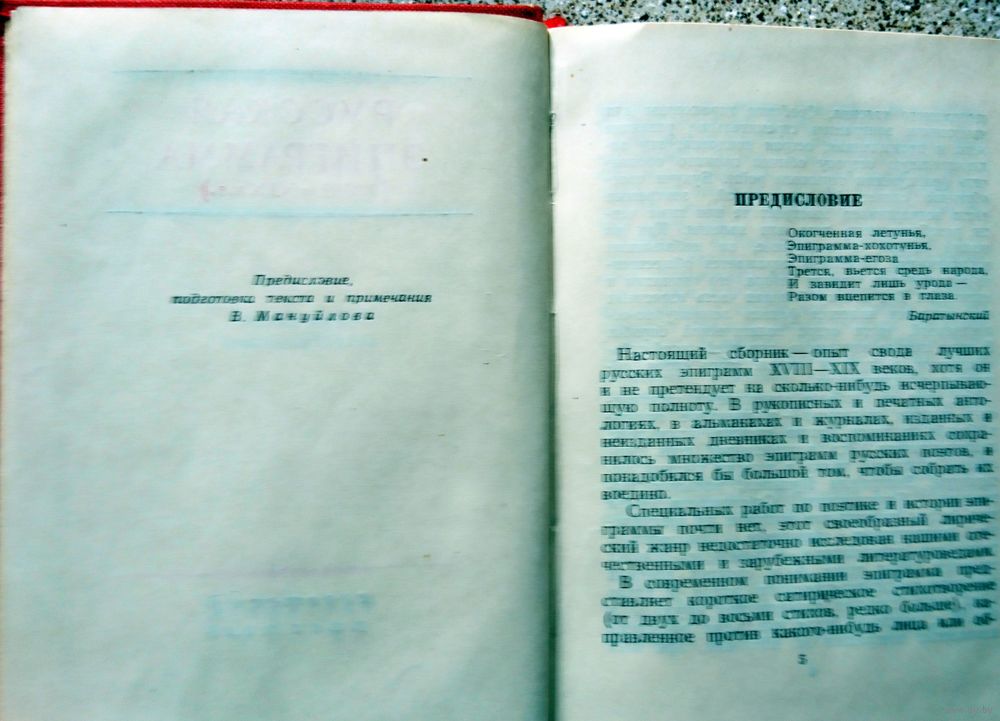 Предисловие,
подготовка текста и примечания
В. Мануйлова
ПРЕДИСЛОВИЕ
Окогченная летунья,
Эпиграмма-хохотунья,
Эпиграмма-егоза
Трется, вьется средь народа,
И завидит лишь урода —
Разом вцепится в глаза.
Баратынский
Настоящий сборник — опыт свода лучших
русских эпиграмм XVIII—XIX веков, хотя он
и не претендует на сколько-нибудь исчерпываю-
щую полноту. В рукописных и печатных анто-
логиях, в альманахах и журналах, изданных и
неизданных дневниках и воспоминаниях сохра-
нилось множество эпиграмм русских поэтов, и
понадобился бы большой том, чтобы собрать их
воедино.
Специальных работ по поэтике и истории эпи-
граммы почти нет, этот своеобразный лириче-
ский жанр недостаточно исследован нашими оте-
чественными и зарубежными литературоведами.
В современном понимании эпиграмма пред-
ставляет короткое сатирическое стихотворение
(от двух до восьми стихов, редко больше), на-
правленное против какого-нибудь лица или об-
5